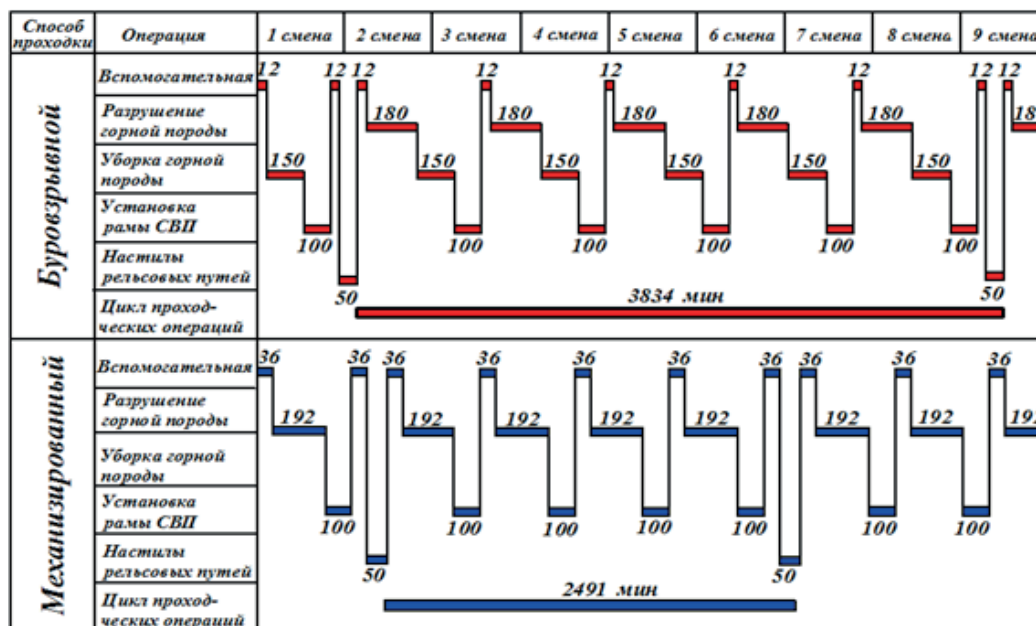 Способ проходки Операция 1 смена 2 смена 3 смена 4 смена 5 смена 6 смена 7 смена 8 смена 9 смена
Буровзрывной
Вспомогательная
12 12 12 12 12 12 12 12 12
Разрушение
горной породы
180 180 180 180 180 18
Уборка горной
породы
150 150 150 150 150 150
Установка
рамы СВП
100 100 100 100 100 100
Настилы
рельсовых путей
50 50
Цикл проход-
ческих операций
3834 мин
Механизированный
Вспомогательная
36 36 36 36 36 36 36 36 36 36
Разрушение
горной породы
192 192 192 192 192 192 192 192
Уборка горной
породы
Установка
рамы СВП
100 100 100 100 100 100 100
Настилы
рельсовых путей
50 50
Цикл проход-
ческих операций
2491 мин